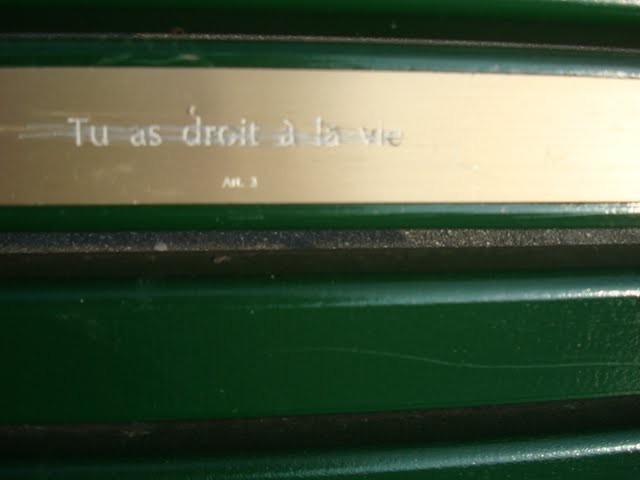 Tu as droit à la vie
Art. 3